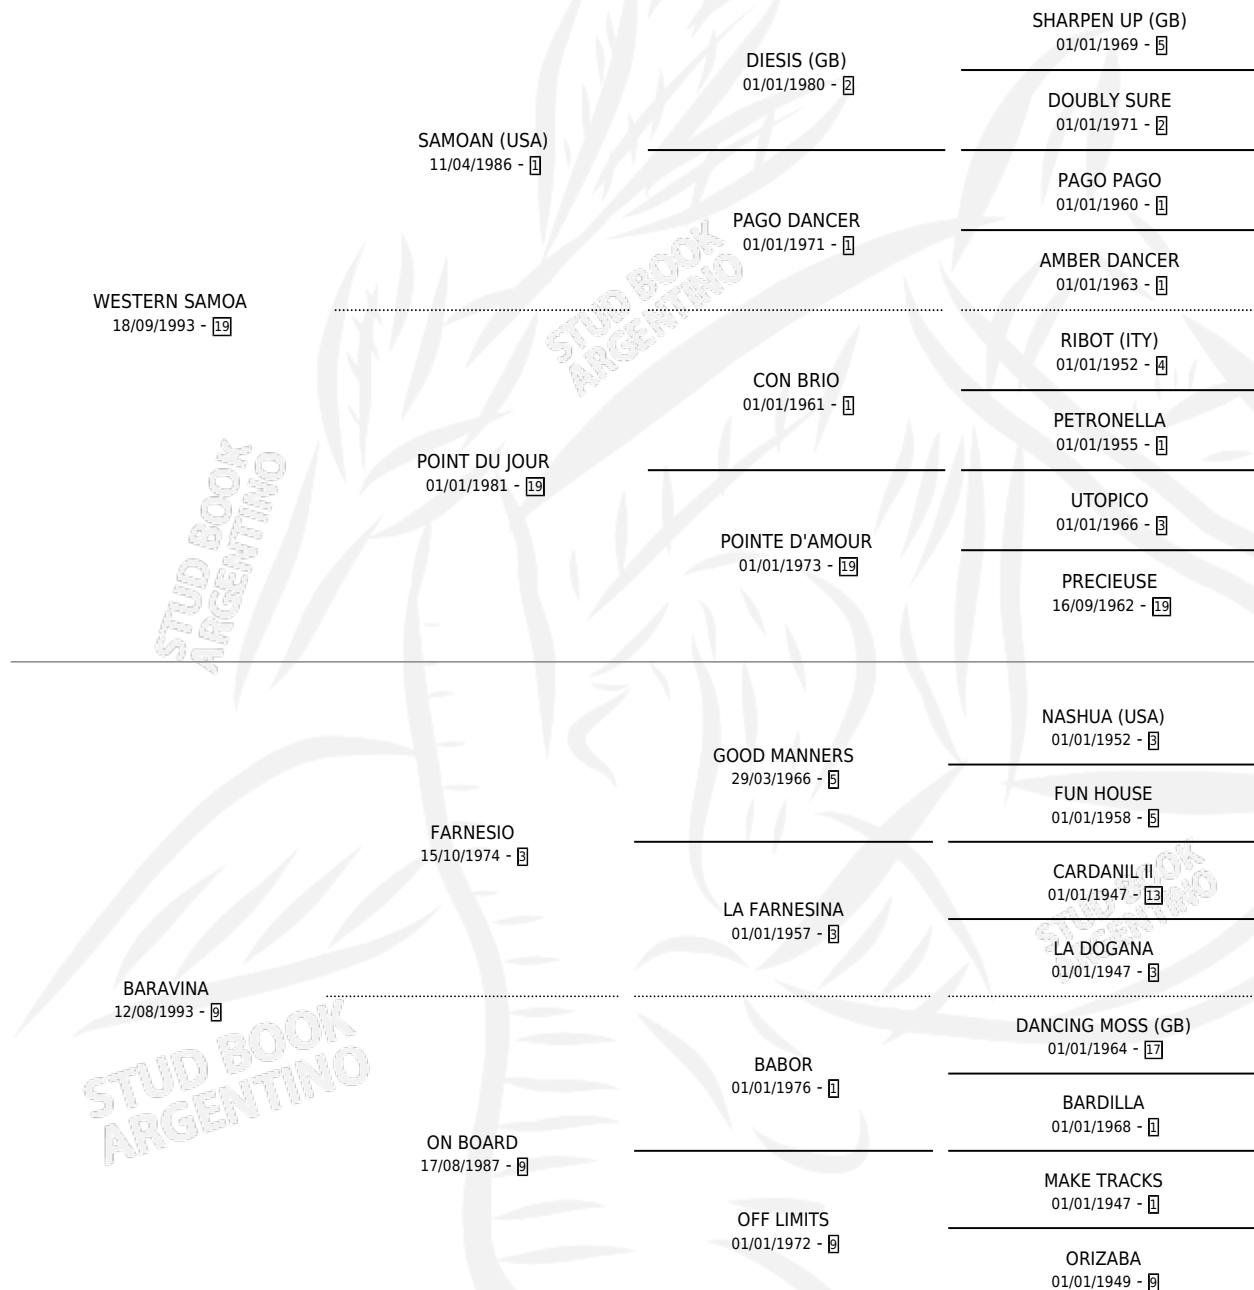 SHARPEN UP (GB)
01/01/1969 - 5
DIESIS (GB)
01/01/1980 - 2
DOUBLY SURE
01/01/1971 - 2
SAMOAN (USA)
11/04/1986 - 1
PAGO PAGO
01/01/1960 - 1
PAGO DANCER
01/01/1971 - 1
AMBER DANCER
01/01/1963 - 1
WESTERN SAMOA
18/09/1993 - 19
RIBOT (ITY)
01/01/1952 - 4
CON BRIO
01/01/1961 - 1
PETRONELLA
01/01/1955 - 1
POINT DU JOUR
01/01/1981 - 19
UTOPICO
01/01/1966 - 3
POINTE D'AMOUR
01/01/1973 - 19
PRECIEUSE
16/09/1962 - 19
NASHUA (USA)
01/01/1952 - 3
GOOD MANNERS
29/03/1966 - 5
FUN HOUSE
01/01/1958 - 5
FARNESIO
15/10/1974 - 3
CARDANIL II
01/01/1947 - 13
LA FARNESINA
01/01/1957 - 3
LA DOGANA
01/01/1947 - 3
BARAVINA
12/08/1993 - 9
DANCING MOSS (GB)
01/01/1964 - 17
BABOR
01/01/1976 - 1
BARDILLA
01/01/1968 - 1
ON BOARD
17/08/1987 - 9
MAKE TRACKS
01/01/1947 - 1
OFF LIMITS
01/01/1972 - 9
ORIZABA
01/01/1949 - 9
STUD BOOK
ARGENTINO
STUD BOOK
ARGENTINO
STUD BOOK
ARGENTINO
STUD BOOK
ARGENTINO